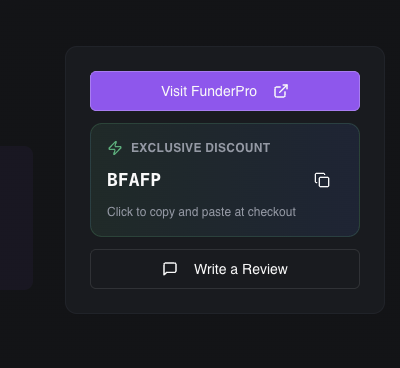 Visit FunderPro
EXCLUSIVE DISCOUNT
BFAFP
Click to copy and paste at checkout
Write a Review